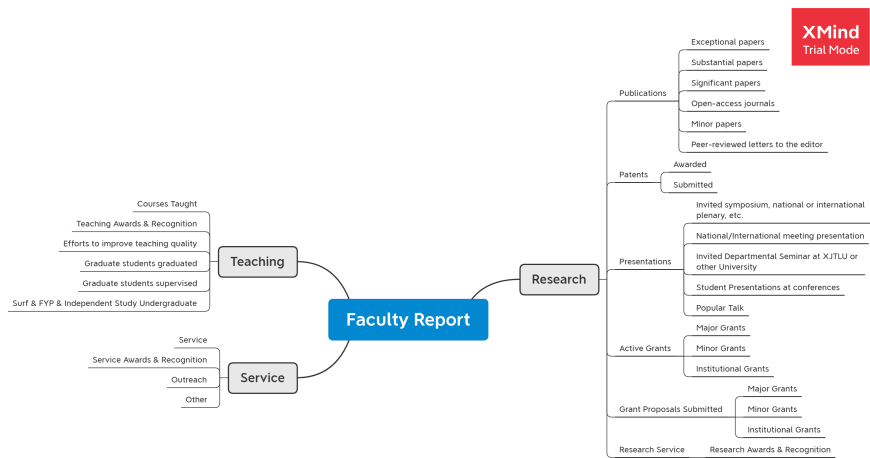 XMind
Trial Mode
Faculty Report
Research
Publications
Exceptional papers
Substantial papers
Significant papers
Open-access journals
Minor papers
Peer-reviewed letters to the editor
Patents
Awarded
Submitted
Presentations
Invited symposium, national or international
plenary, etc.
National/International meeting presentation
Invited Departmental Seminar at XJTLU or
other University
Student Presentations at conferences
Popular Talk
Active Grants
Major Grants
Minor Grants
Institutional Grants
Grant Proposals Submitted
Major Grants
Minor Grants
Institutional Grants
Research Service
Research Awards & Recognition
Teaching
Courses Taught
Teaching Awards & Recognition
Efforts to improve teaching quality
Graduate students graduated
Graduate students supervised
Surf & FYP & Independent Study Undergraduate
Service
Service
Service Awards & Recognition
Outreach
Other